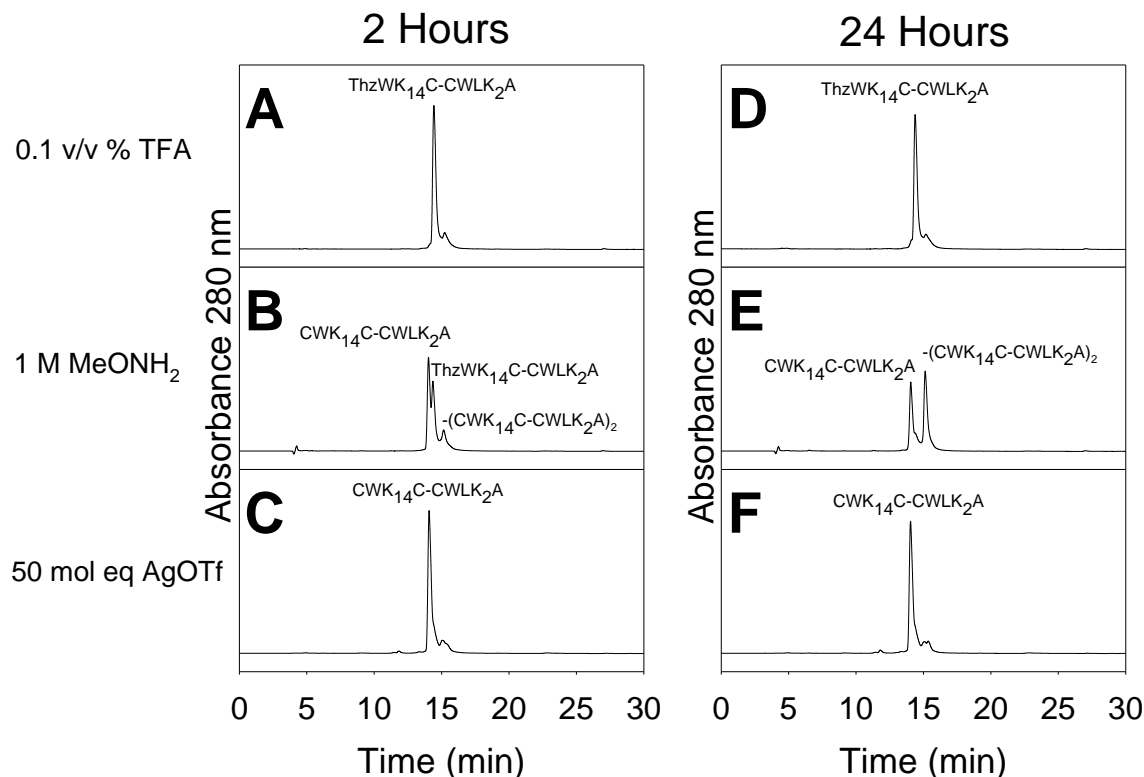 2 Hours
24 Hours
A
ThzWK₁₄C-CWLK₂A
D
ThzWK₁₄C-CWLK₂A
0.1 v/v % TFA
B
CWK₁₄C-CWLK₂A
ThzWK₁₄C-CWLK₂A
-(CWK₁₄C-CWLK₂A)₂
E
CWK₁₄C-CWLK₂A
-(CWK₁₄C-CWLK₂A)₂
1 M MeONH₂
Absorbance 280 nm
Absorbance 280 nm
C
CWK₁₄C-CWLK₂A
F
CWK₁₄C-CWLK₂A
50 mol eq AgOTf
0 5 10 15 20 25 30
0 5 10 15 20 25 30
Time (min)
Time (min)